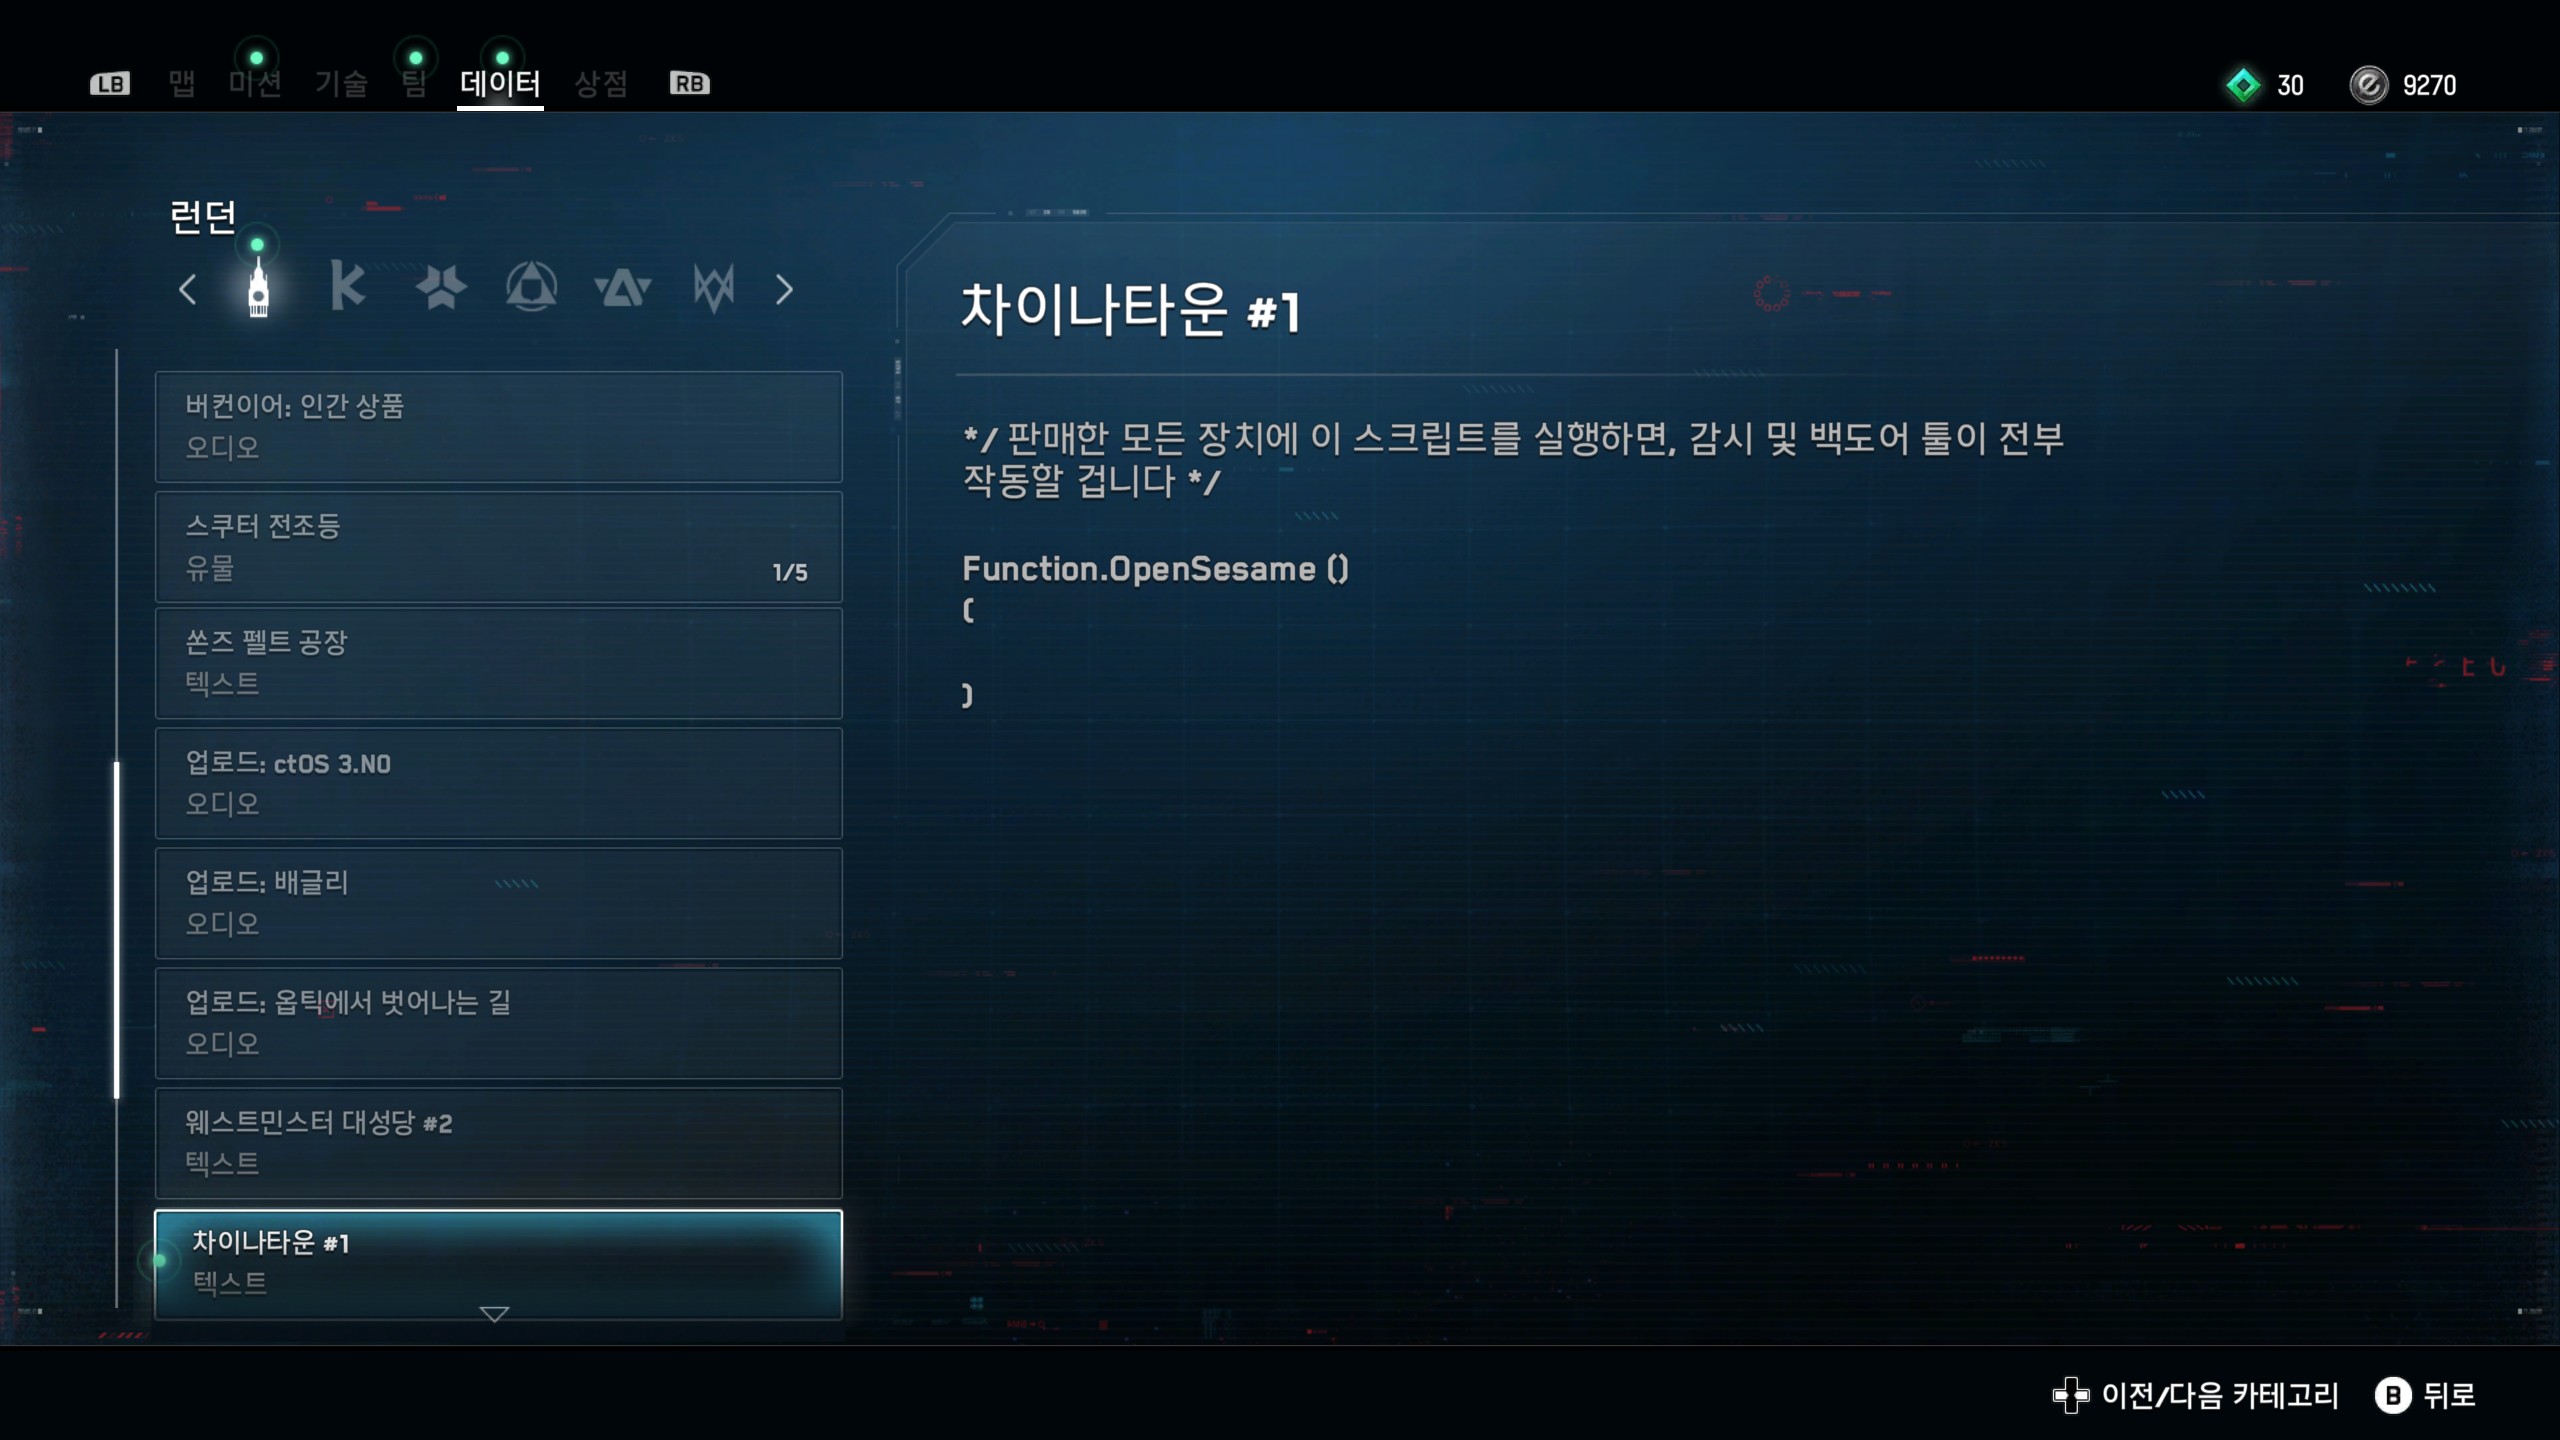 LB 맵 미션 기술 팀 데이터 상점 RB 30 9270
런던
버컨이어: 인간 상품
오디오
스쿠터 전조등
유물 1/5
쏜즈 펠트 공장
텍스트
업로드: ctOS 3.NO
오디오
업로드: 배글리
오디오
업로드: 옵틱에서 벗어나는 길
오디오
웨스트민스터 대성당 #2
텍스트
차이나타운 #1
텍스트
차이나타운 #1
*/ 판매한 모든 장치에 이 스크립트를 실행하면, 감시 및 백도어 툴이 전부
작동할 겁니다 */
Function.OpenSesame ()
(
)
이전/다음 카테고리 B 뒤로